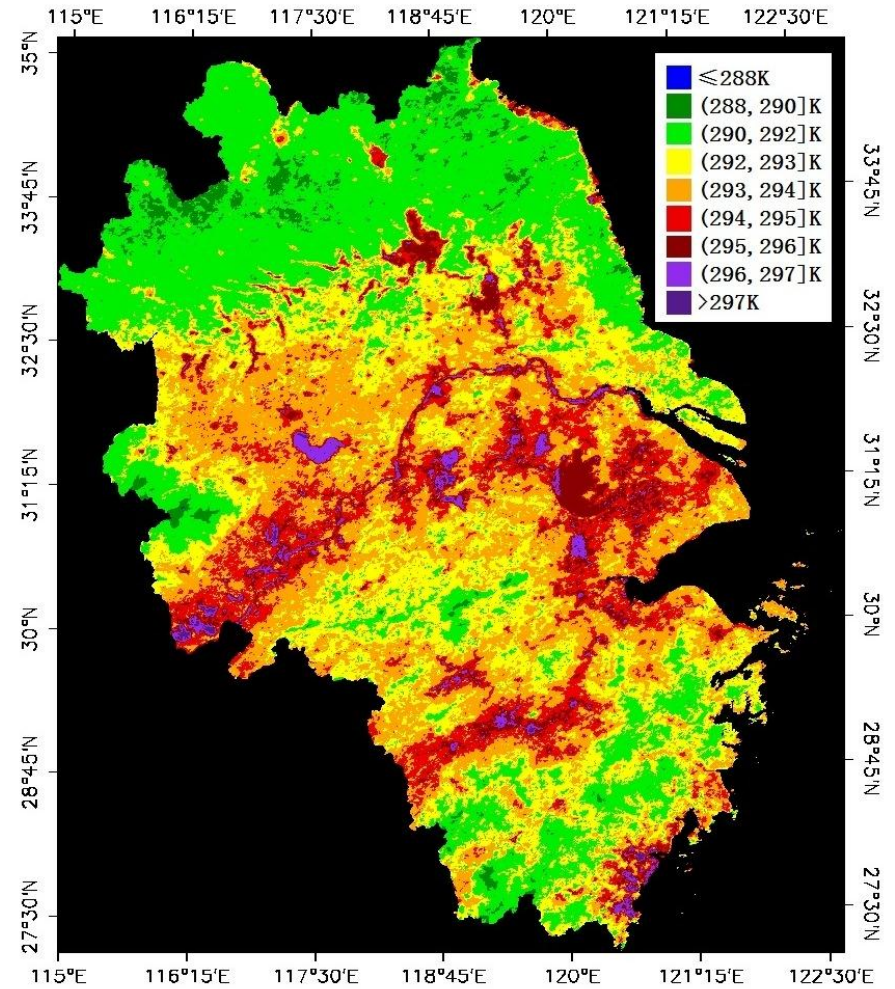 115°E 116°15'E 117°30'E 118°45'E 120°E 121°15'E 122°30'E
35°N
33°45'N
32°30'N
31°15'N
30°N
28°45'N
27°30'N
≤288K
(288, 290]K
(290, 292]K
(292, 293]K
(293, 294]K
(294, 295]K
(295, 296]K
(296, 297]K
>297K
33°45'N
32°30'N
31°15'N
30°N
28°45'N
27°30'N
115°E 116°15'E 117°30'E 118°45'E 120°E 121°15'E 122°30'E